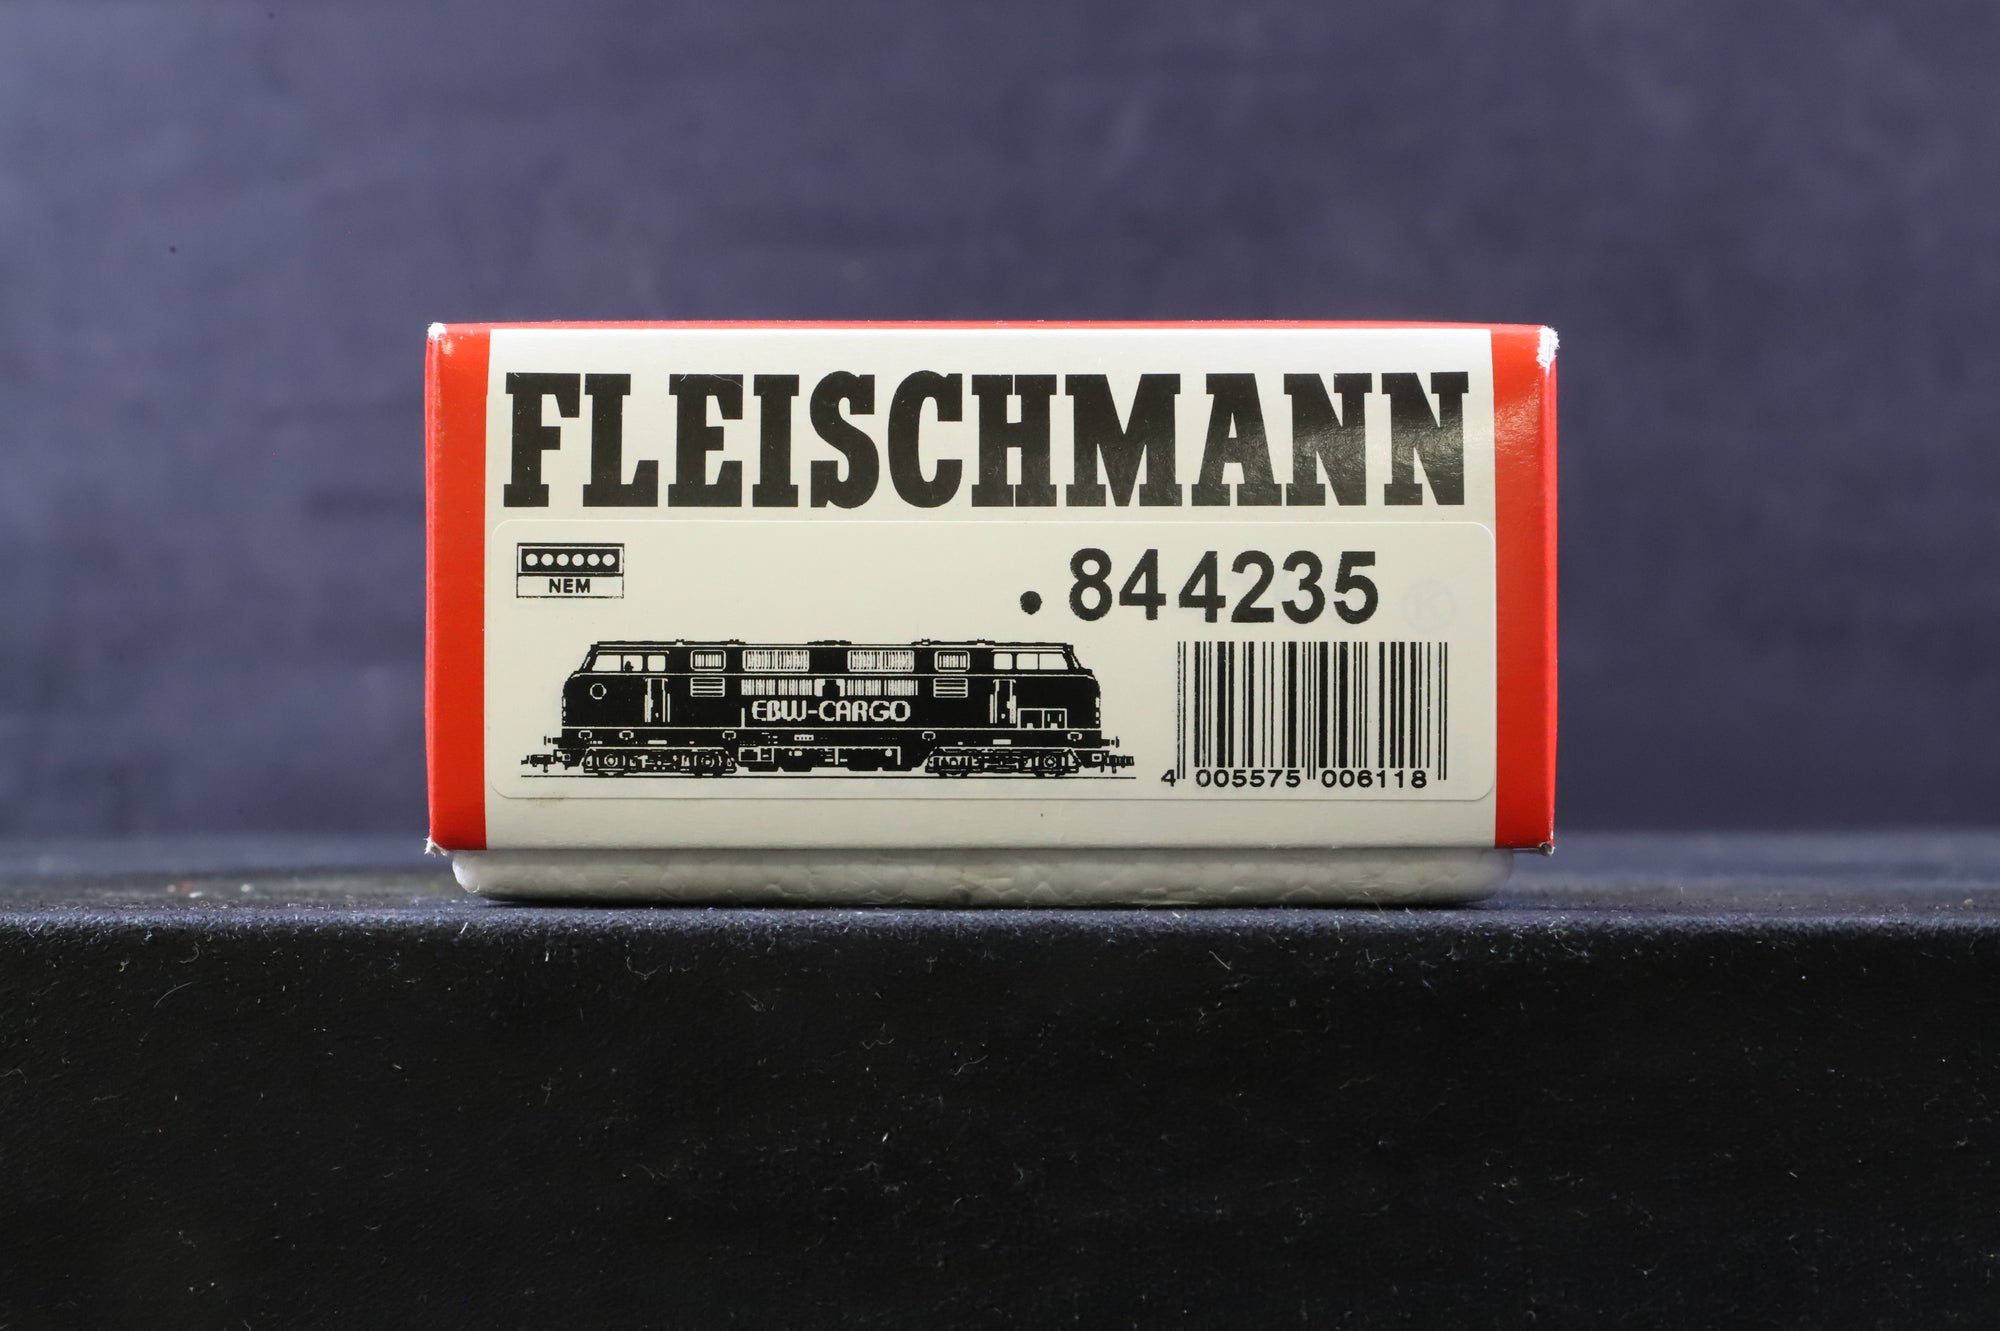 FLEISCHMANN
NEM
. 844235
K
EBW-CARGO
4 005575 006118